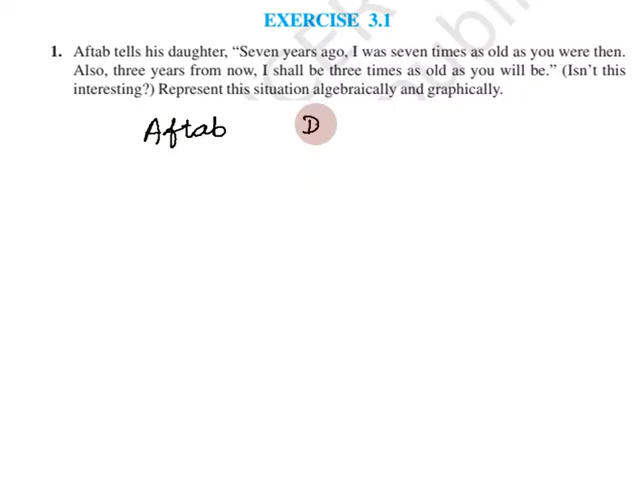 EXERCISE 3.1
1. Aftab tells his daughter, “Seven years ago, I was seven times as old as you were then.
Also, three years from now, I shall be three times as old as you will be.” (Isn’t this
interesting?) Represent this situation algebraically and graphically.
Aftab D